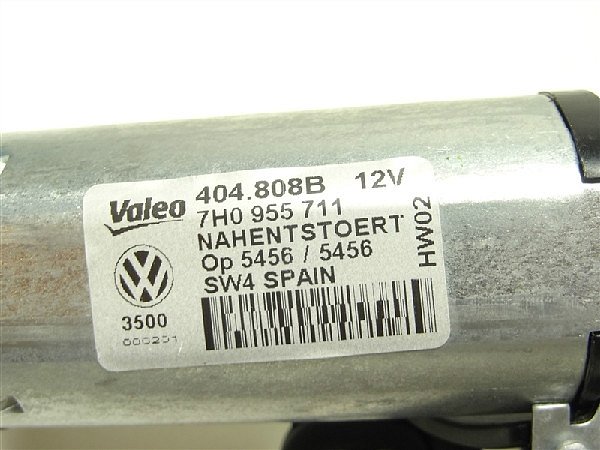 Valeo 404.808B 12V
7H0 955 711
NAHENTSTOERT
Op 5456 / 5456
SW4 SPAIN
HW02
3500